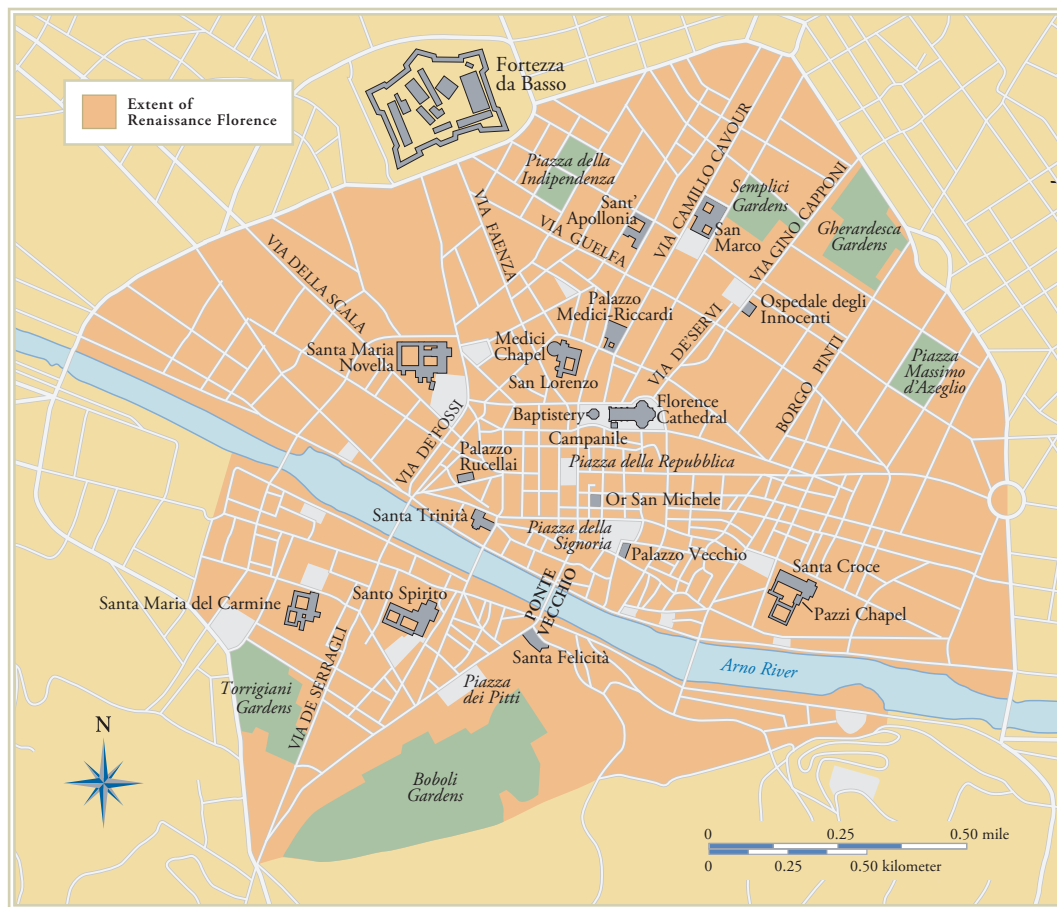 Fortezza
da Basso
Extent of
Renaissance Florence
Piazza della
Indipendenza
VIA CAMILLO CAVOUR
Semplici
Gardens
VIA GINO CAPPONI
Gherardesca
Gardens
Sant'
Apollonia
VIA GUELFA
San
Marco
VIA FAENZA
VIA DELLA SCALA
Palazzo
Medici-Riccardi
Ospedale degli
Innocenti
VIA DE'SERVI
Santa Maria
Novella
Medici
Chapel
San Lorenzo
BORGO PINTI
Piazza
Massimo
d'Azeglio
VIA DE'FOSSI
Baptistery
Florence
Cathedral
Campanile
Palazzo
Rucellai
Piazza della Repubblica
Or San Michele
Santa Trinità
Piazza della
Signoria
Palazzo Vecchio
Santa Croce
Pazzi Chapel
PONTE
VECCHIO
Santa Maria del Carmine
Santo Spirito
Santa Felicità
Arno River
Torrigiani
Gardens
VIA DE SERRAGLI
Piazza
dei Pitti
Boboli
Gardens
N
0 0.25 0.50 mile
0 0.25 0.50 kilometer